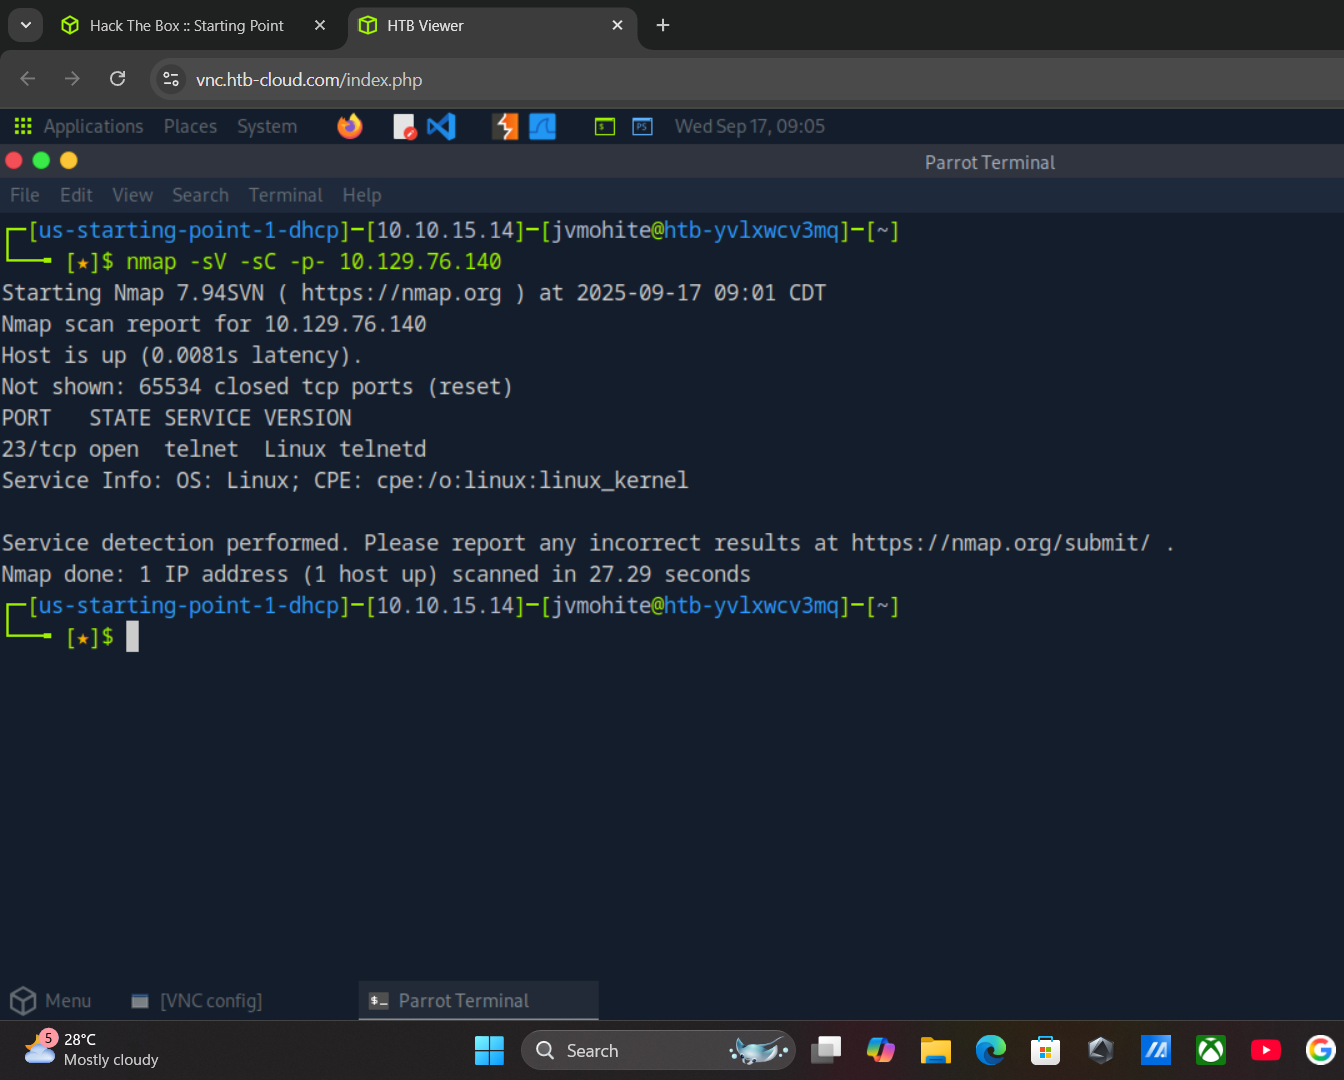 Hack The Box :: Starting Point
HTB Viewer
vnc.htb-cloud.com/index.php
Applications Places System Wed Sep 17, 09:05
Parrot Terminal
File Edit View Search Terminal Help
┌─[us-starting-point-1-dhcp]─[10.10.15.14]─[jvmohite@htb-yvlxwcv3mq]─[~]
└──╼ [★]$ nmap -sV -sC -p- 10.129.76.140
Starting Nmap 7.94SVN ( https://nmap.org ) at 2025-09-17 09:01 CDT
Nmap scan report for 10.129.76.140
Host is up (0.0081s latency).
Not shown: 65534 closed tcp ports (reset)
PORT   STATE SERVICE VERSION
23/tcp open  telnet  Linux telnetd
Service Info: OS: Linux; CPE: cpe:/o:linux:linux_kernel
Service detection performed. Please report any incorrect results at https://nmap.org/submit/ .
Nmap done: 1 IP address (1 host up) scanned in 27.29 seconds
┌─[us-starting-point-1-dhcp]─[10.10.15.14]─[jvmohite@htb-yvlxwcv3mq]─[~]
└──╼ [★]$
Menu [VNC config] Parrot Terminal
5 28°C
Mostly cloudy
Search